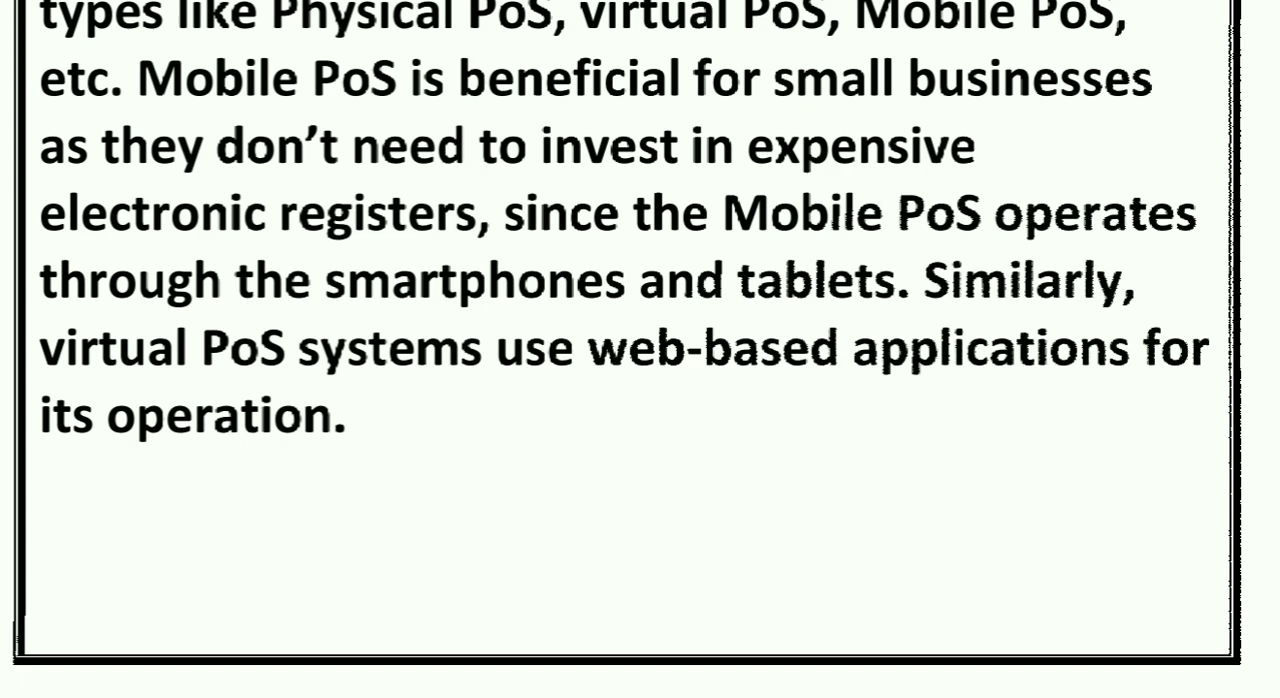 types like Physical PoS, virtual PoS, Mobile PoS,
etc. Mobile PoS is beneficial for small businesses
as they don’t need to invest in expensive
electronic registers, since the Mobile PoS operates
through the smartphones and tablets. Similarly,
virtual PoS systems use web-based applications for
its operation.